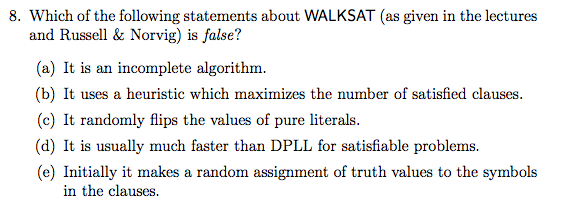 8. Which of the following statements about WALKSAT (as given in the lectures
and Russell & Norvig) is false?
(a) It is an incomplete algorithm.
(b) It uses a heuristic which maximizes the number of satisfied clauses.
(c) It randomly flips the values of pure literals.
(d) It is usually much faster than DPLL for satisfiable problems.
(e) Initially it makes a random assignment of truth values to the symbols
in the clauses.